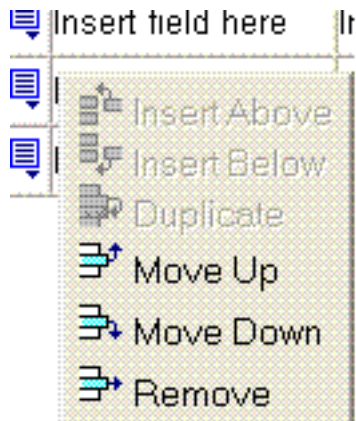 Insert field here
Insert Above
Insert Below
Duplicate
Move Up
Move Down
Remove